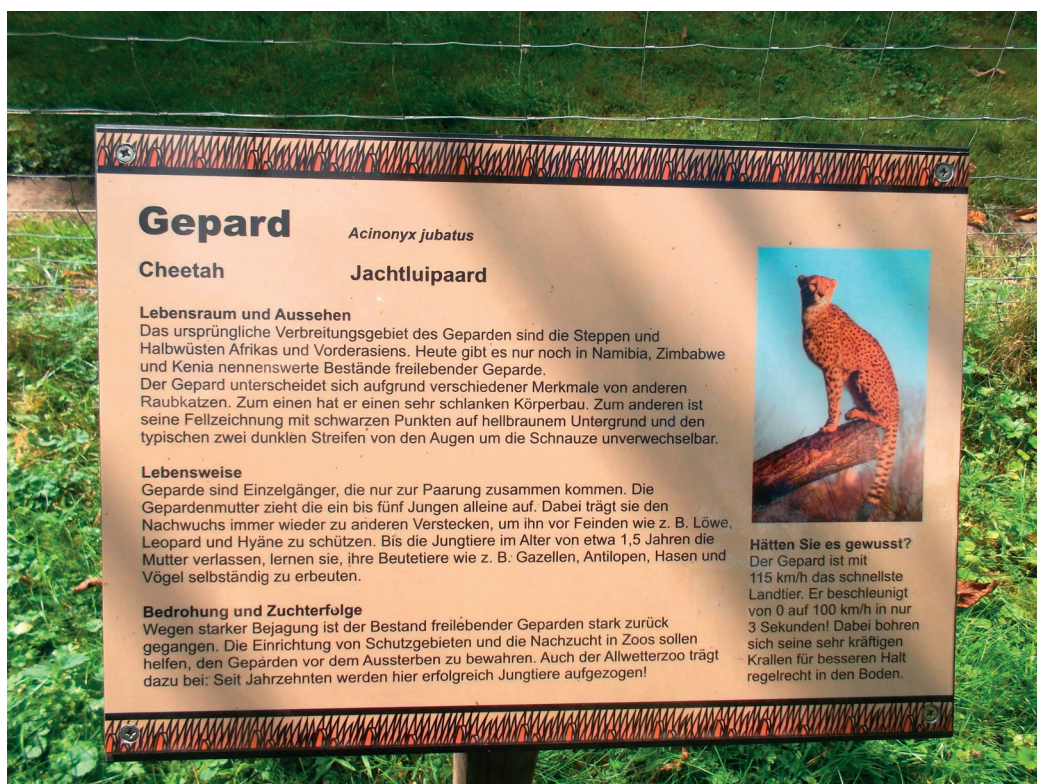 Gepard
Acinonyx jubatus
Cheetah
Jachtluipaard
Lebensraum und Aussehen
Das ursprüngliche Verbreitungsgebiet des Geparden sind die Steppen und
Halbwüsten Afrikas und Vorderasiens. Heute gibt es nur noch in Namibia, Zimbabwe
und Kenia nennenswerte Bestände freilebender Geparde.
Der Gepard unterscheidet sich aufgrund verschiedener Merkmale von anderen
Raubkatzen. Zum einen hat er einen sehr schlanken Körperbau. Zum anderen ist
seine Fellzeichnung mit schwarzen Punkten auf hellbraunem Untergrund und den
typischen zwei dunklen Streifen von den Augen um die Schnauze unverwechselbar.
Lebensweise
Geparde sind Einzelgänger, die nur zur Paarung zusammen kommen. Die
Gepardenmutter zieht die ein bis fünf Jungen alleine auf. Dabei trägt sie den
Nachwuchs immer wieder zu anderen Verstecken, um ihn vor Feinden wie z. B. Löwe,
Leopard und Hyäne zu schützen. Bis die Jungtiere im Alter von etwa 1,5 Jahren die
Mutter verlassen, lernen sie, ihre Beutetiere wie z. B. Gazellen, Antilopen, Hasen und
Vögel selbständig zu erbeuten.
Bedrohung und Zuchterfolge
Wegen starker Bejagung ist der Bestand freilebender Geparden stark zurück
gegangen. Die Einrichtung von Schutzgebieten und die Nachzucht in Zoos sollen
helfen, den Geparden vor dem Aussterben zu bewahren. Auch der Allwetterzoo trägt
dazu bei: Seit Jahrzehnten werden hier erfolgreich Jungtiere aufgezogen!
Hätten Sie es gewusst?
Der Gepard ist mit
115 km/h das schnellste
Landtier. Er beschleunigt
von 0 auf 100 km/h in nur
3 Sekunden! Dabei bohren
sich seine sehr kräftigen
Krallen für besseren Halt
regelrecht in den Boden.